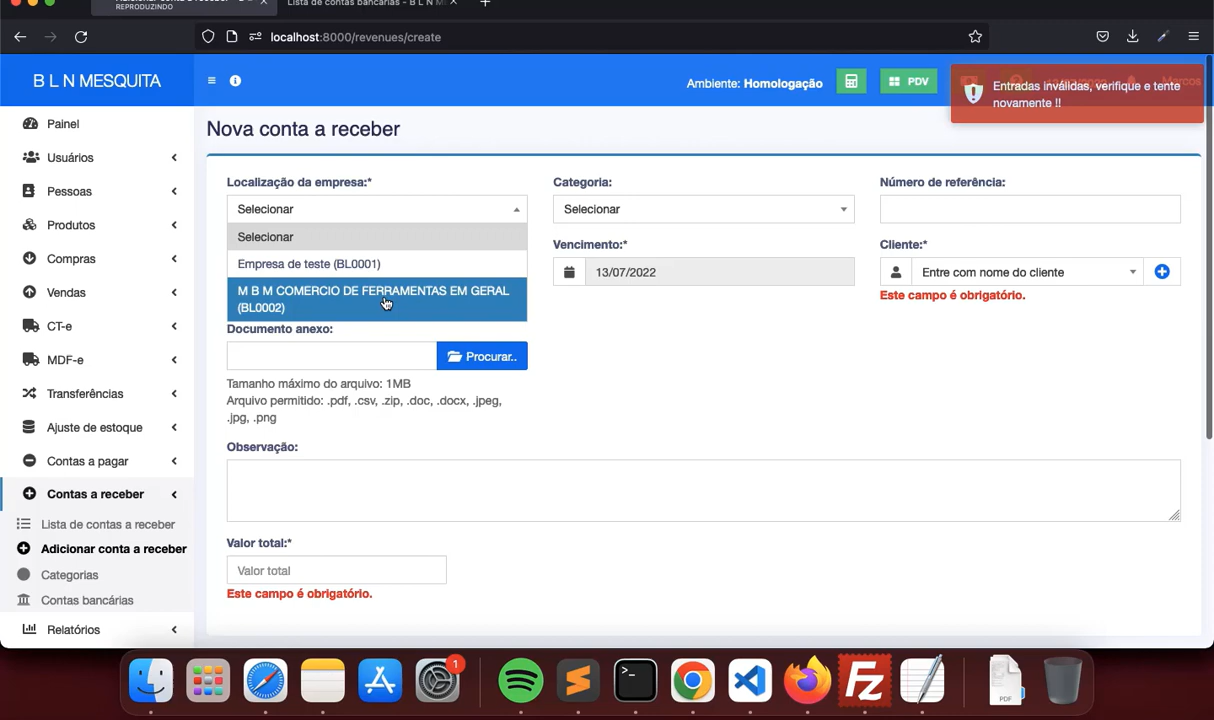 REPRODUZINDO
Lista de contas bancárias - B L N M
localhost:8000/revenues/create
B L N MESQUITA
Ambiente: Homologação
PDV
Entradas inválidas, verifique e tente
novamente !!
Painel
Usuários
Pessoas
Produtos
Compras
Vendas
CT-e
MDF-e
Transferências
Ajuste de estoque
Contas a pagar
Contas a receber
Lista de contas a receber
Adicionar conta a receber
Categorias
Contas bancárias
Relatórios
Nova conta a receber
Localização da empresa:*
Selecionar
Selecionar
Empresa de teste (BL0001)
M B M COMERCIO DE FERRAMENTAS EM GERAL
(BL0002)
Categoria:
Selecionar
Número de referência:
Vencimento:*
13/07/2022
Cliente:*
Entre com nome do cliente
Este campo é obrigatório.
Documento anexo:
Procurar..
Tamanho máximo do arquivo: 1MB
Arquivo permitido: .pdf, .csv, .zip, .doc, .docx, .jpeg,
.jpg, .png
Observação:
Valor total:*
Valor total
Este campo é obrigatório.
1
PDF